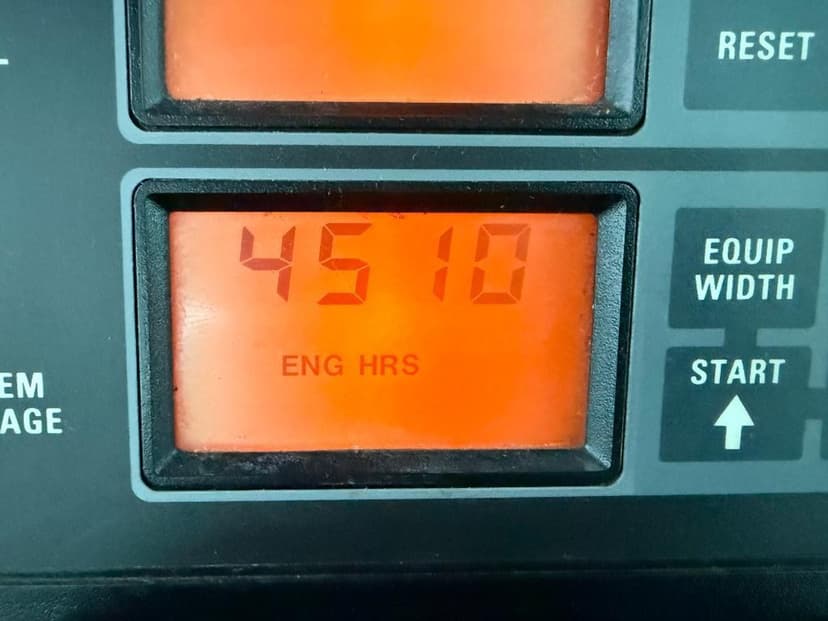 RESET
4510
ENG HRS
EQUIP
WIDTH
START
EM
AGE